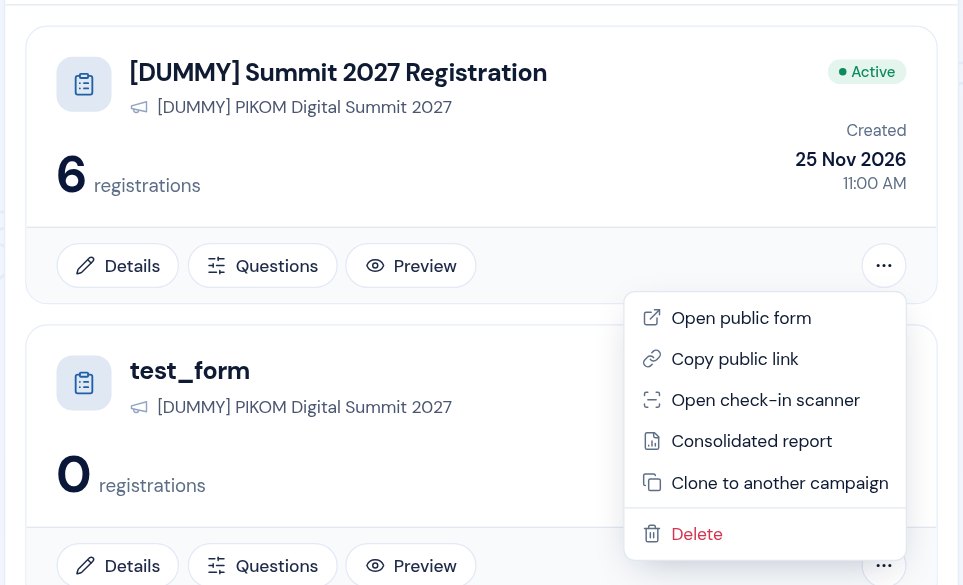 [DUMMY] Summit 2027 Registration
Active
[DUMMY] PIKOM Digital Summit 2027
Created
25 Nov 2026
11:00 AM
6 registrations
Details
Questions
Preview
Open public form
Copy public link
Open check-in scanner
Consolidated report
Clone to another campaign
Delete
test_form
[DUMMY] PIKOM Digital Summit 2027
0 registrations
Details
Questions
Preview